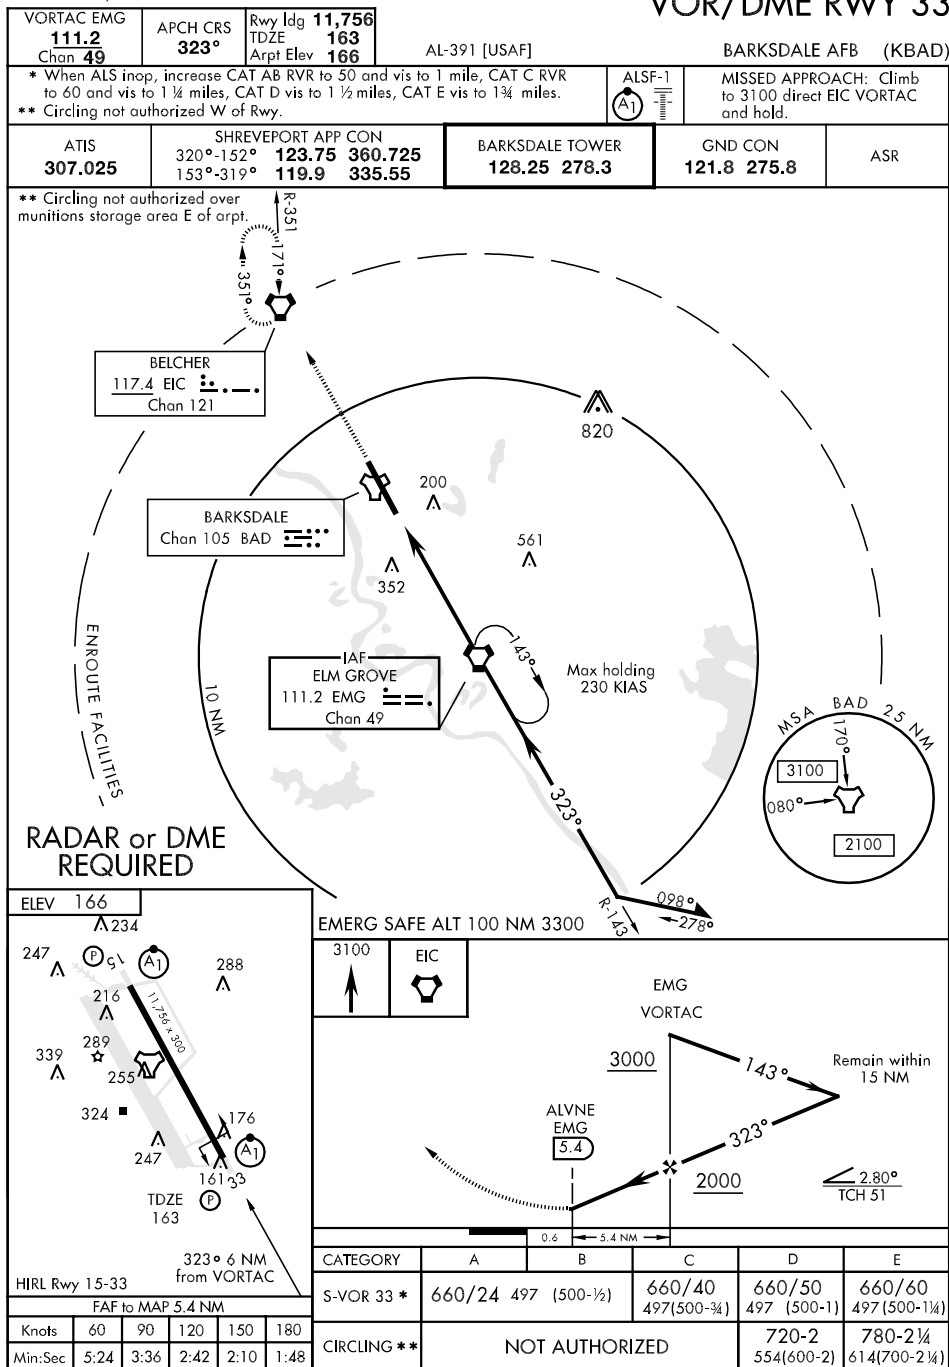 VOR/DME RWY 33
VORTAC EMG
111.2
Chan 49
APCH CRS
323°
Rwy ldg 11,756
TDZE 163
Arpt Elev 166
AL-391 [USAF]
BARKSDALE AFB (KBAD)
* When ALS inop, increase CAT AB RVR to 50 and vis to 1 mile, CAT C RVR
to 60 and vis to 1 ¼ miles, CAT D vis to 1 ½ miles, CAT E vis to 1¾ miles.
** Circling not authorized W of Rwy.
ALSF-1
A1
MISSED APPROACH: Climb
to 3100 direct EIC VORTAC
and hold.
ATIS
307.025
SHREVEPORT APP CON
320°-152° 123.75 360.725
153°-319° 119.9 335.55
BARKSDALE TOWER
128.25 278.3
GND CON
121.8 275.8
ASR
** Circling not authorized over
munitions storage area E of arpt.
R-351
171°
351°
BELCHER
117.4 EIC
Chan 121
820
200
BARKSDALE
Chan 105 BAD
561
352
IAF
ELM GROVE
111.2 EMG
Chan 49
143°
Max holding
230 KIAS
ENROUTE FACILITIES
10 NM
323°
MSA BAD 25 NM
170°
3100
080°
2100
RADAR or DME
REQUIRED
098°
278°
R-143
EMERG SAFE ALT 100 NM 3300
ELEV 166
234
247
P
15
A1
288
216
11,756 x 300
339
289
255
324
176
247
A1
161
33
TDZE
163
P
323° 6 NM
from VORTAC
HIRL Rwy 15-33
3100
EIC
EMG
VORTAC
3000
143°
Remain within
15 NM
ALVNE
EMG
5.4
323°
2000
2.80°
TCH 51
0.6
5.4 NM
FAF to MAP 5.4 NM
Knots 60 90 120 150 180
Min:Sec 5:24 3:36 2:42 2:10 1:48
CATEGORY A B C D E
S-VOR 33 * 660/24 497 (500-½) 660/40 497(500-¾) 660/50 497 (500-1) 660/60 497(500-1¼)
CIRCLING ** NOT AUTHORIZED 720-2 554(600-2) 780-2¼ 614(700-2¼)